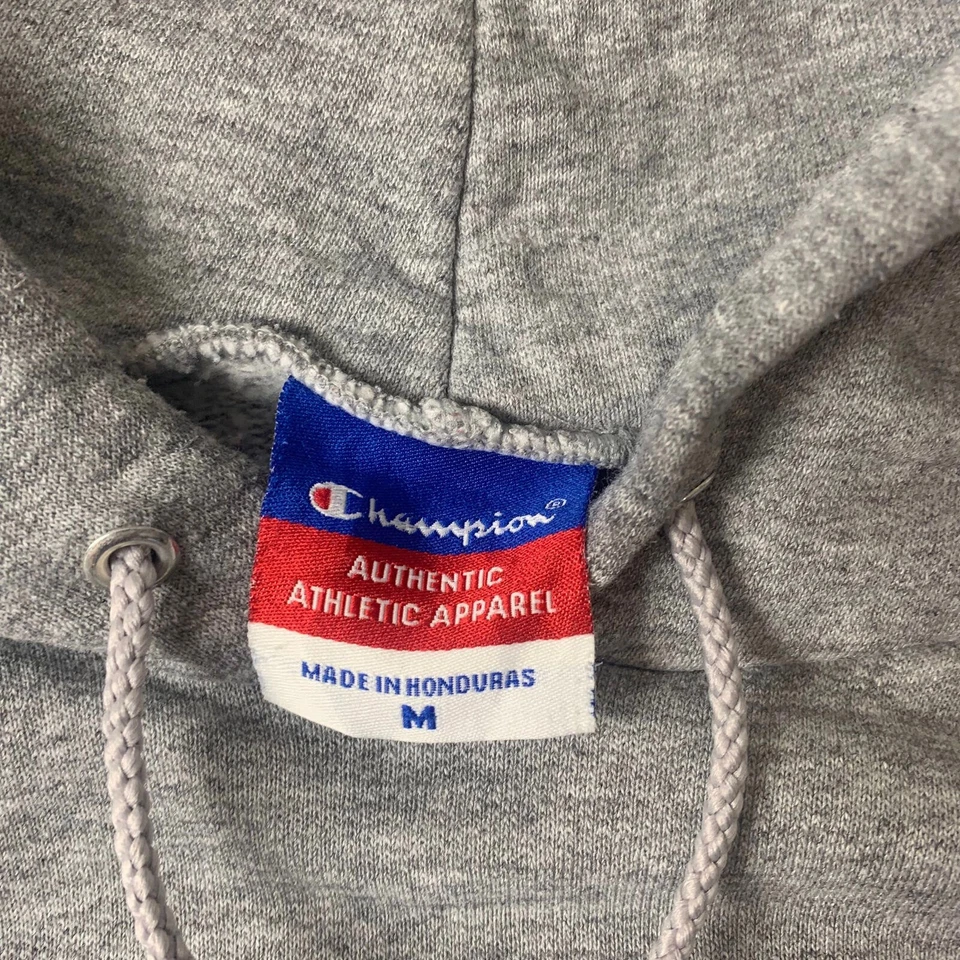 Champion®
AUTHENTIC
ATHLETIC APPAREL
MADE IN HONDURAS
M